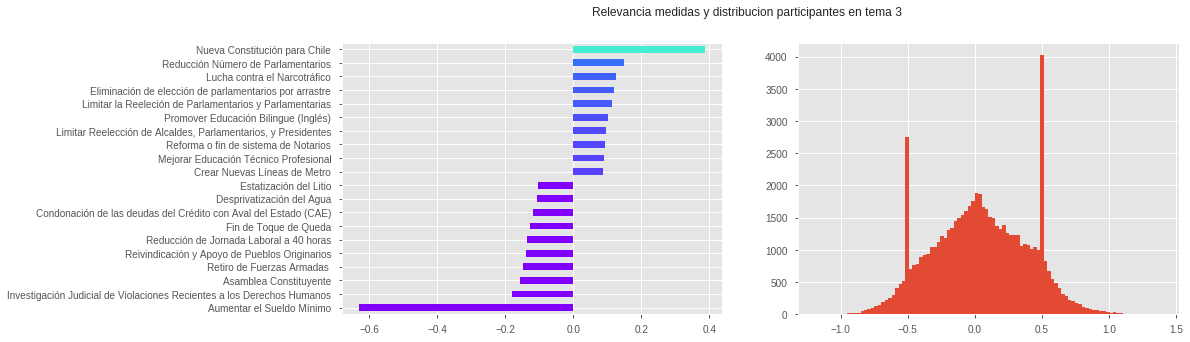 Relevancia medidas y distribucion participantes en tema 3
Nueva Constitución para Chile
Reducción Número de Parlamentarios
Lucha contra el Narcotráfico
Eliminación de elección de parlamentarios por arrastre
Limitar la Reeleción de Parlamentarios y Parlamentarias
Promover Educación Bilingue (Inglés)
Limitar Reelección de Alcaldes, Parlamentarios, y Presidentes
Reforma o fin de sistema de Notarios
Mejorar Educación Técnico Profesional
Crear Nuevas Líneas de Metro
Estatización del Litio
Desprivatización del Agua
Condonación de las deudas del Crédito con Aval del Estado (CAE)
Fin de Toque de Queda
Reducción de Jornada Laboral a 40 horas
Reivindicación y Apoyo de Pueblos Originarios
Retiro de Fuerzas Armadas
Asamblea Constituyente
Investigación Judicial de Violaciones Recientes a los Derechos Humanos
Aumentar el Sueldo Mínimo
−0.6 −0.4 −0.2 0.0 0.2 0.4
4000
3500
3000
2500
2000
1500
1000
500
0
−1.0 −0.5 0.0 0.5 1.0 1.5